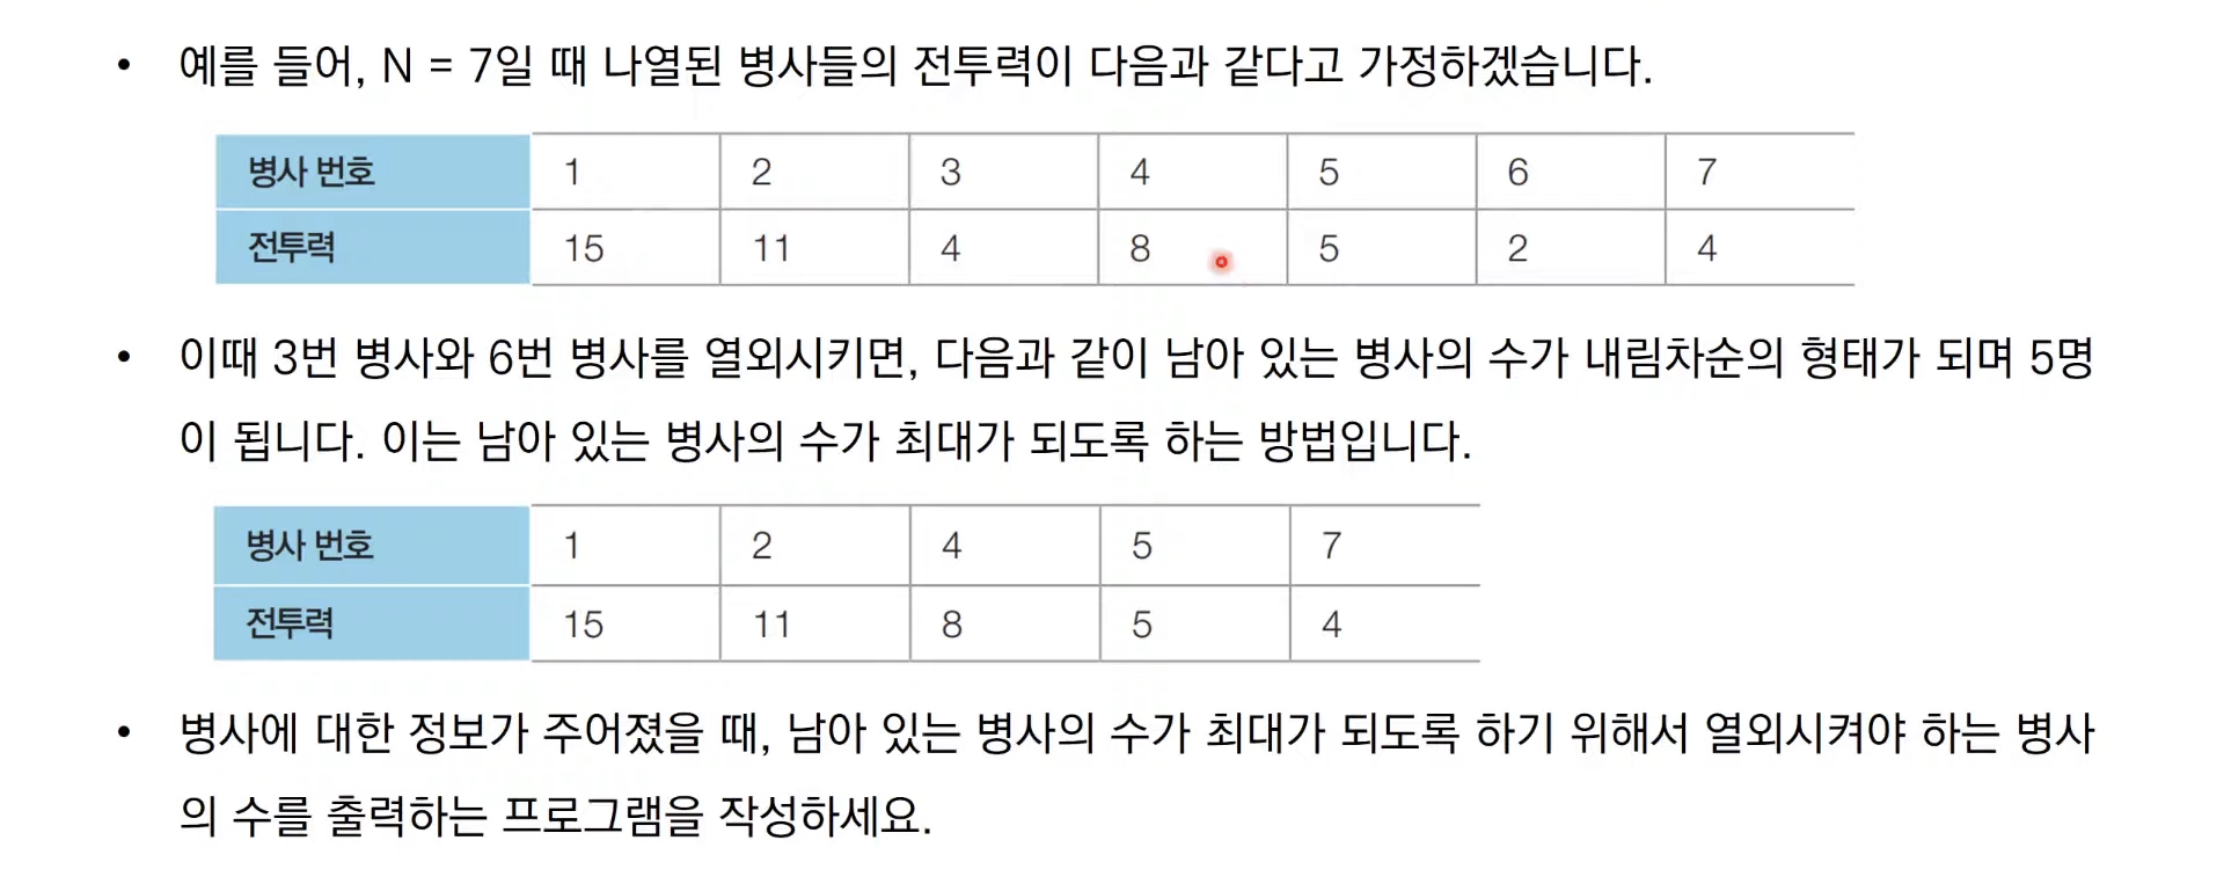 • 예를 들어, N = 7일 때 나열된 병사들의 전투력이 다음과 같다고 가정하겠습니다.
병사 번호 1 2 3 4 5 6 7
전투력 15 11 4 8 5 2 4
• 이때 3번 병사와 6번 병사를 열외시키면, 다음과 같이 남아 있는 병사의 수가 내림차순의 형태가 되며 5명
이 됩니다. 이는 남아 있는 병사의 수가 최대가 되도록 하는 방법입니다.
병사 번호 1 2 4 5 7
전투력 15 11 8 5 4
• 병사에 대한 정보가 주어졌을 때, 남아 있는 병사의 수가 최대가 되도록 하기 위해서 열외시켜야 하는 병사
의 수를 출력하는 프로그램을 작성하세요.